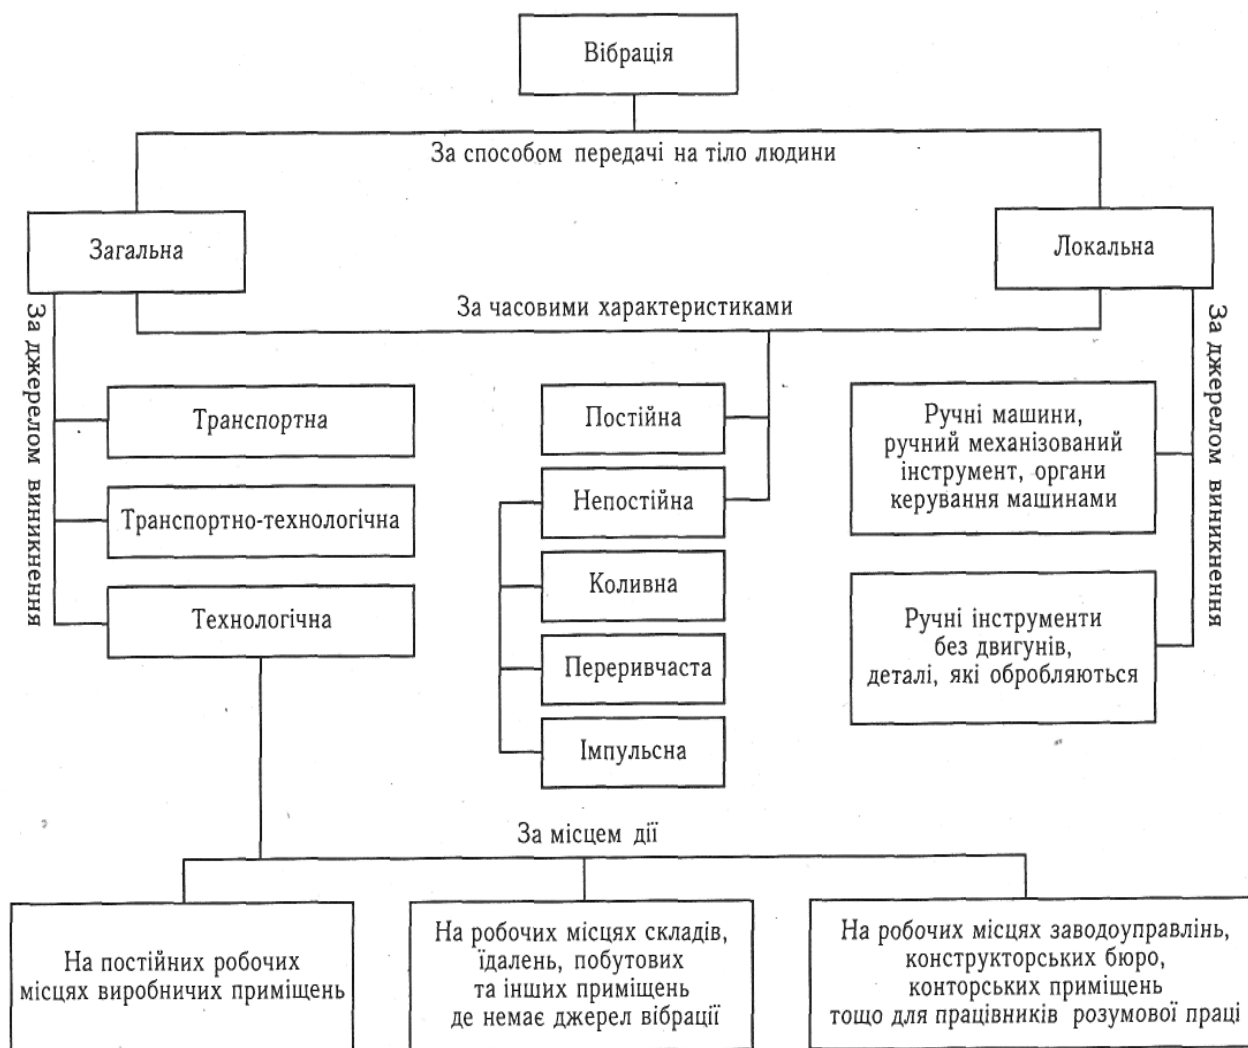 Вібрація
За способом передачі на тіло людини
Загальна
Локальна
За часовими характеристиками
За джерелом виникнення
За джерелом виникнення
Транспортна
Транспортно-технологічна
Технологічна
Постійна
Непостійна
Коливна
Переривчаста
Імпульсна
Ручні машини,
ручний механізований
інструмент, органи
керування машинами
Ручні інструменти
без двигунів,
деталі, які обробляються
За місцем дії
На постійних робочих
місцях виробничих приміщень
На робочих місцях складів,
їдалень, побутових
та інших приміщень
де немає джерел вібрації
На робочих місцях заводоуправлінь,
конструкторських бюро,
конторських приміщень
тощо для працівників розумової праці